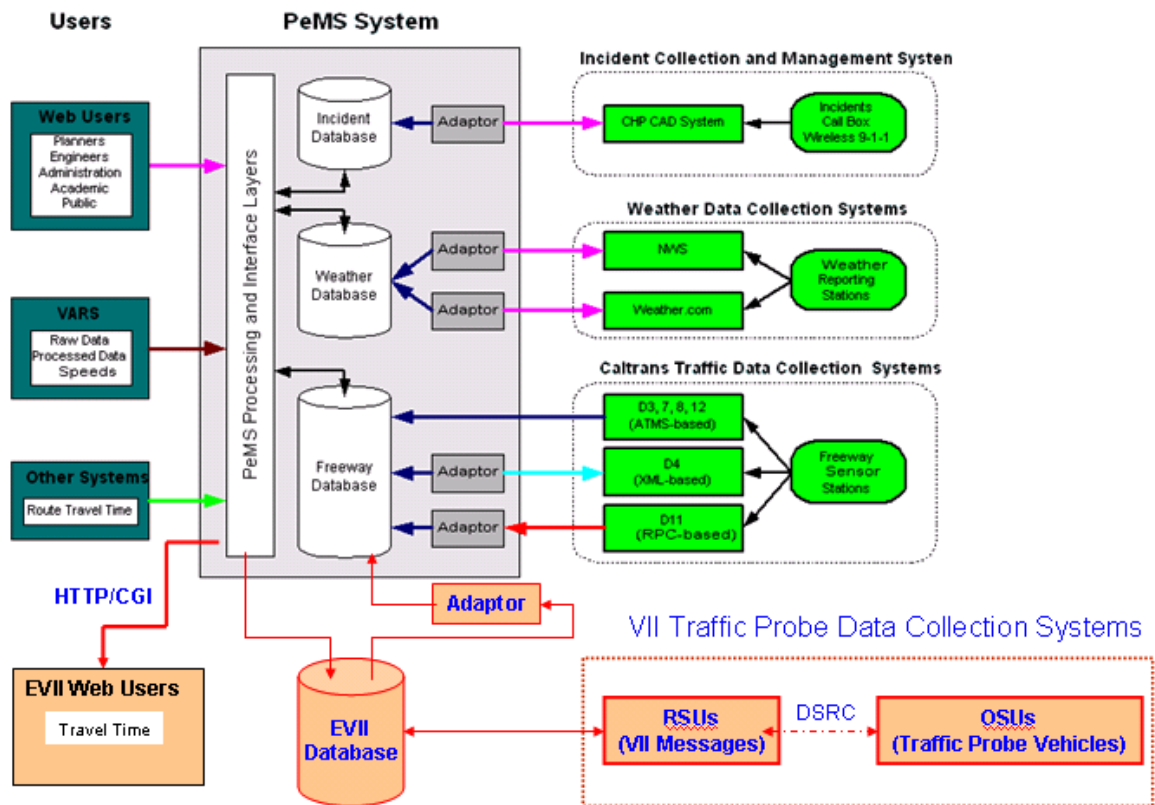 Users
PeMS System
Incident Collection and Management Systen
Web Users
Planners
Engineers
Administration
Academic
Public
VARS
Raw Data
Processed Data
Speeds
Other Systems
Route Travel Time
PeMS Processing and Interface Layers
Incident
Database
Adaptor
CHP CAD System
Incidents
Call Box
Wireless 9-1-1
Weather Data Collection Systems
Weather
Database
Adaptor
Adaptor
NWS
Weather.com
Weather
Reporting
Stations
Caltrans Traffic Data Collection Systems
Freeway
Database
Adaptor
Adaptor
D3, 7, 8, 12
(ATMS-based)
D4
(XML-based)
D11
(RPC-based)
Freeway
Sensor
Stations
HTTP/CGI
Adaptor
VII Traffic Probe Data Collection Systems
EVII Web Users
Travel Time
EVII
Database
RSUs
(VII Messages)
DSRC
OSUs
(Traffic Probe Vehicles)